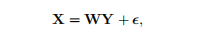 X = WY + ϵ,